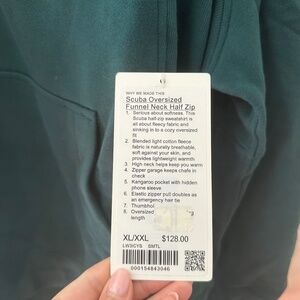 WHY WE MADE THIS
Scuba Oversized
Funnel Neck Half Zip
1. Serious about softness. This
Scuba half-zip sweatshirt is
all about fleecy fabric and
sinking in to a cozy oversized
fit
2. Blended light cotton fleece
fabric is naturally breathable,
soft against your skin, and
provides lightweight warmth
3. High neck helps keep you warm
4. Zipper garage keeps chafe in
check
5. Kangaroo pocket with hidden
phone sleeve
6. Elastic zipper pull doubles as
an emergency hair tie
7. Thumbhol
8. Oversized
length
XL/XXL $128.00
LW3ICYS SMTL
000154843046